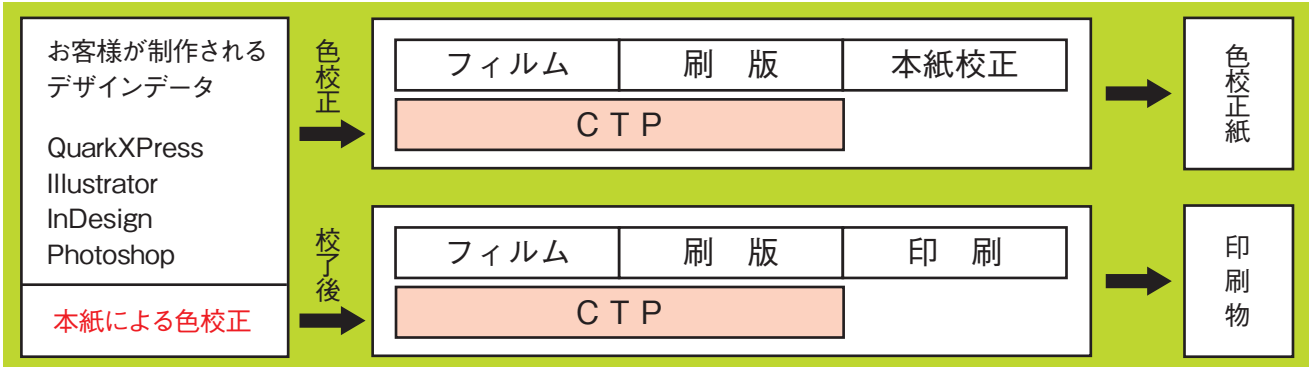 お客様が制作される
デザインデータ
QuarkXPress
Illustrator
InDesign
Photoshop
本紙による色校正
色校正
フィルム
刷　版
本紙校正
ＣＴＰ
色校正紙
校了後
フィルム
刷　版
印　刷
ＣＴＰ
印刷物